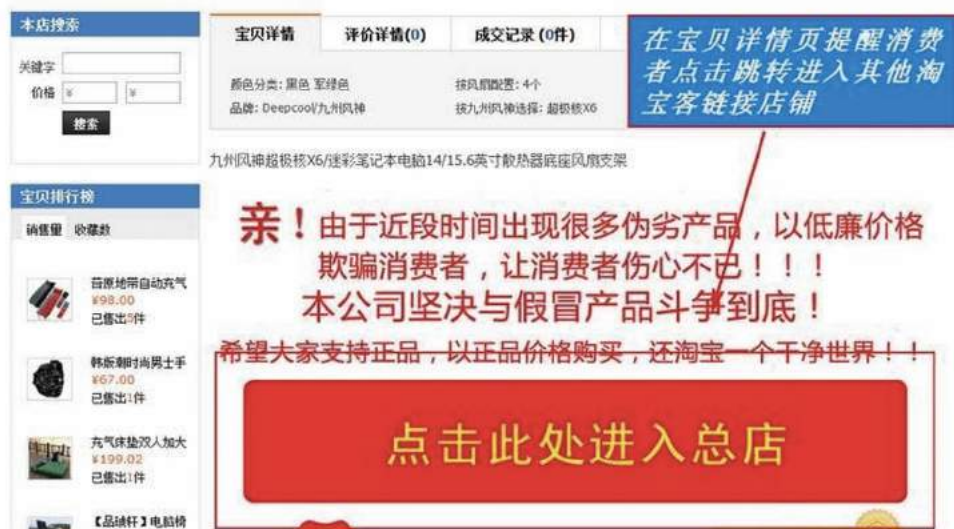 本店搜索
关键字
价格 ¥ ¥
搜索
宝贝详情 评价详情(0) 成交记录 (0件)
颜色分类: 黑色 军绿色 按风扇配置: 4个
品牌: Deepcool/九州风神 按九州风神选择: 超极核X6
在宝贝详情页提醒消费
者点击跳转进入其他淘
宝客链接店铺
九州风神超极核X6/迷彩笔记本电脑14/15.6英寸散热器底座风扇支架
宝贝排行榜
销售量 收藏数
苔原地带自动充气
¥98.00
已售出5件
韩版潮时尚男士手
¥67.00
已售出1件
充气床垫双人加大
¥199.02
已售出1件
电脑椅
亲！由于近段时间出现很多伪劣产品，以低廉价格
欺骗消费者，让消费者伤心不已！！！
本公司坚决与假冒产品斗争到底！
希望大家支持正品，以正品价格购买，还淘宝一个干净世界！！
点击此处进入总店